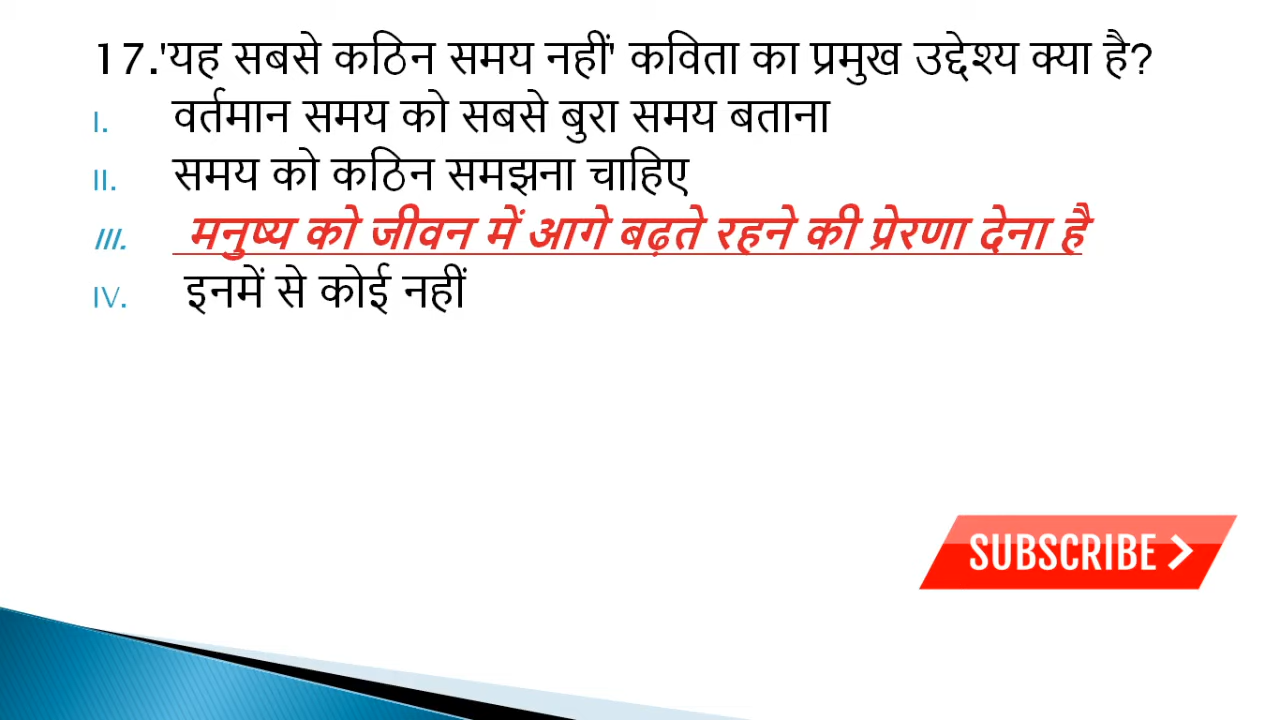 17.'यह सबसे कठिन समय नहीं' कविता का प्रमुख उद्देश्य क्या है?
I. वर्तमान समय को सबसे बुरा समय बताना
II. समय को कठिन समझना चाहिए
III. मनुष्य को जीवन में आगे बढ़ते रहने की प्रेरणा देना है
IV. इनमें से कोई नहीं
SUBSCRIBE